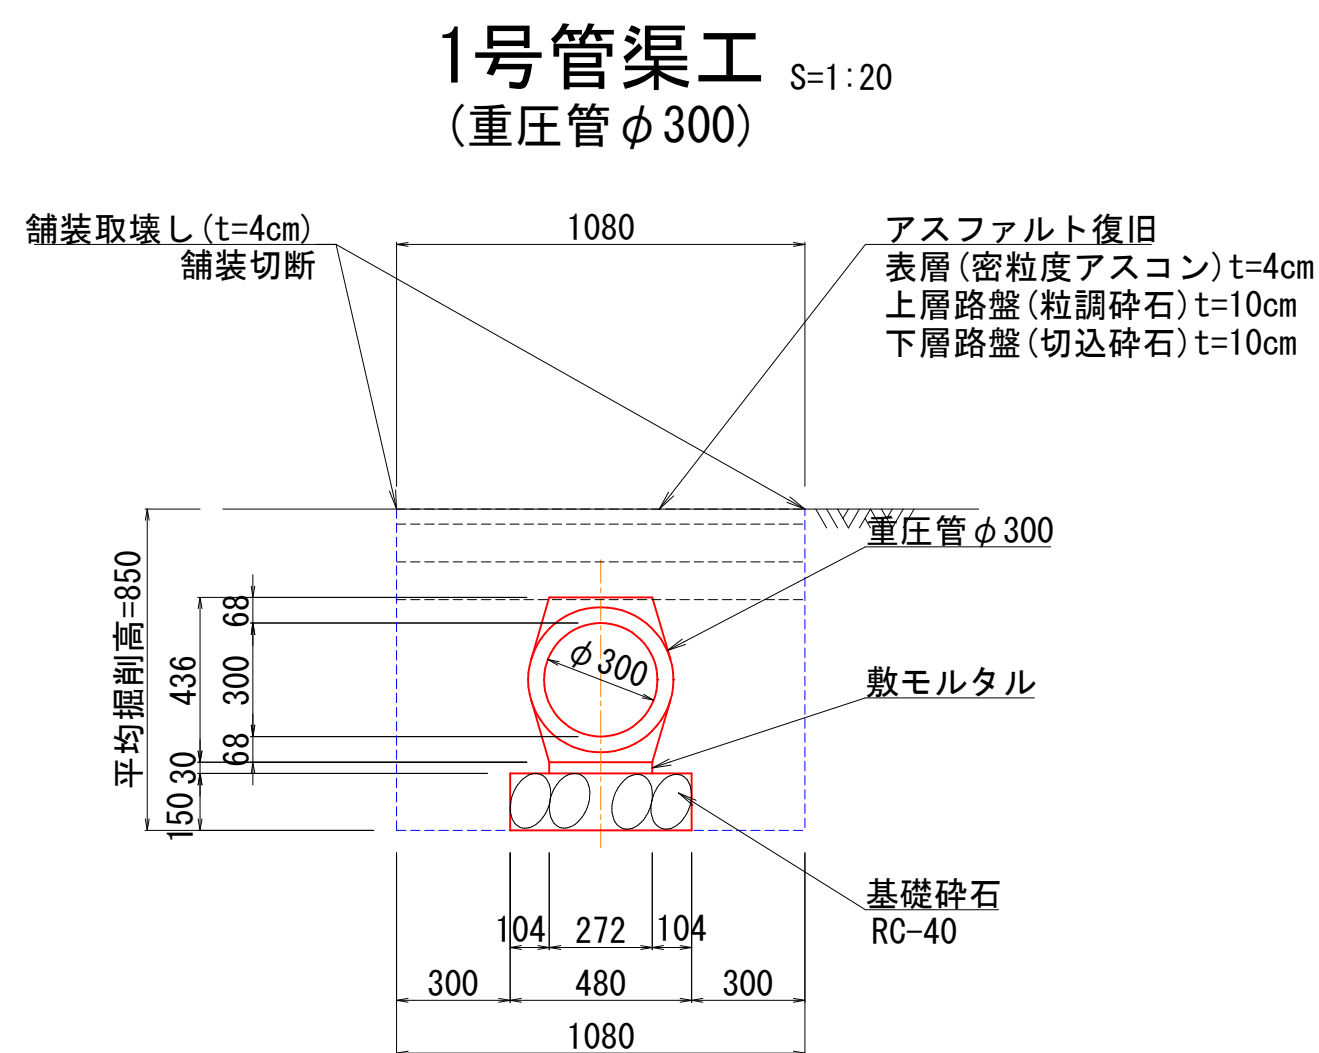 1号管渠工 S=1:20
(重圧管φ300)
舗装取壊し(t=4cm)
舗装切断
1080
アスファルト復旧
表層(密粒度アスコン)t=4cm
上層路盤(粒調砕石)t=10cm
下層路盤(切込砕石)t=10cm
重圧管φ300
平均掘削高=850
68
436
300
φ300
68
30
150
敷モルタル
基礎砕石
RC-40
104
272
104
300
480
300
1080